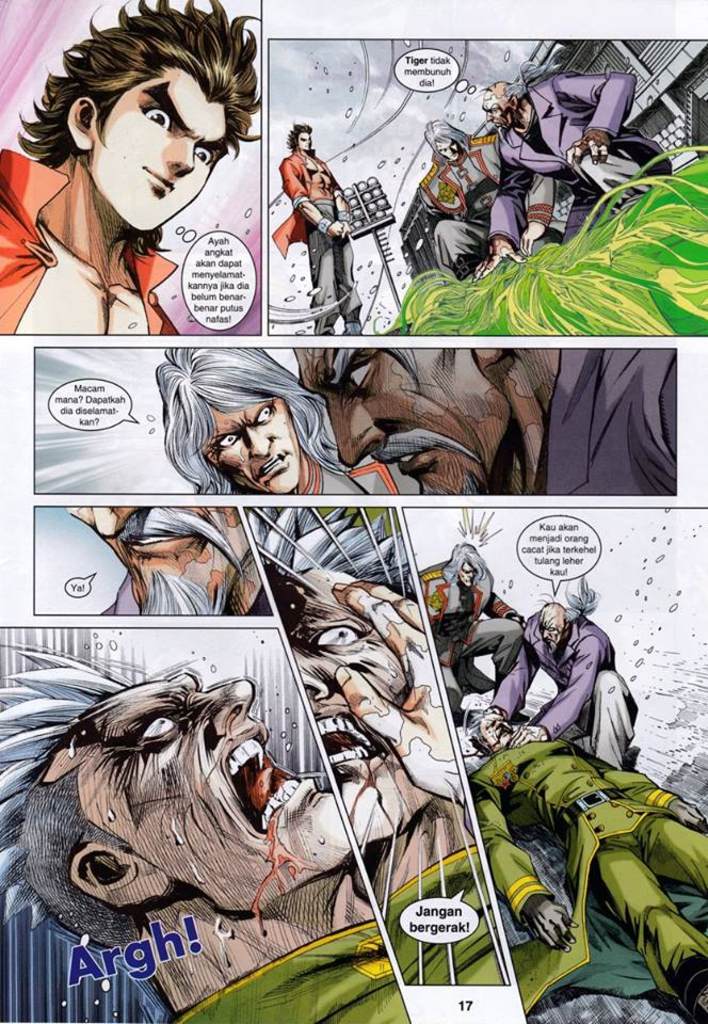 Ayah
angkat
akan dapat
menyelamat-
kannya jika dia
belum benar-
benar putus
nafas!
Tiger tidak
membunuh
dia!
Macam
mana? Dapatkah
dia diselamat-
kan?
Ya!
Kau akan
menjadi orang
cacat jika terkehel
tulang leher
kau!
Argh!
Jangan
bergerak!
17